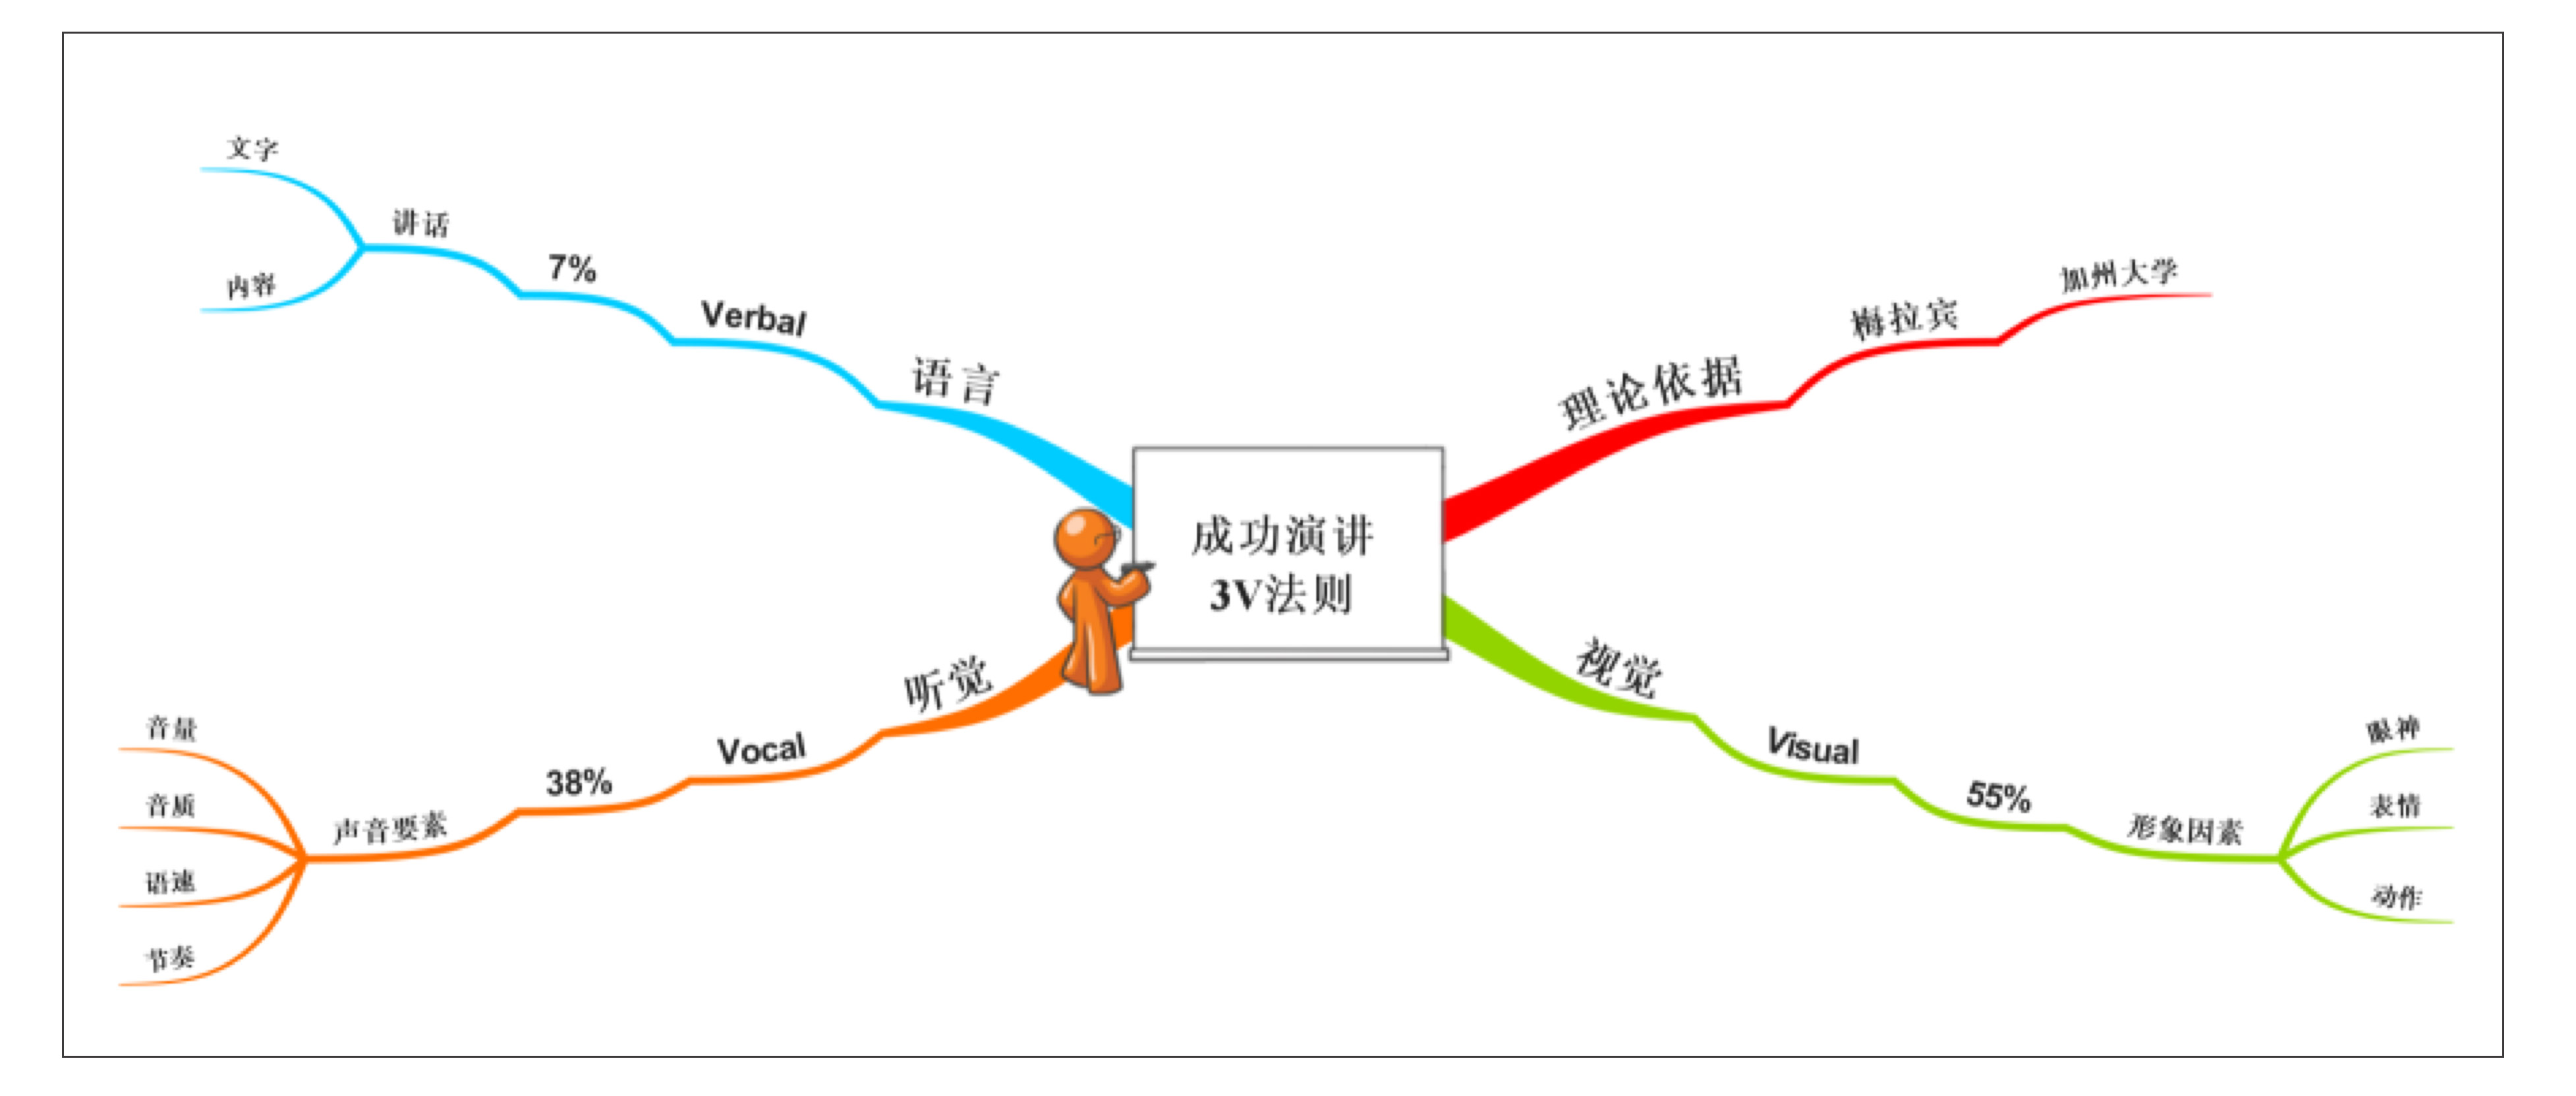 成功演讲
3V法则
理论依据
梅拉宾
加州大学
视觉
Visual
55%
形象因素
眼神
表情
动作
听觉
Vocal
38%
声音要素
音量
音质
语速
节奏
语言
Verbal
7%
讲话
文字
内容